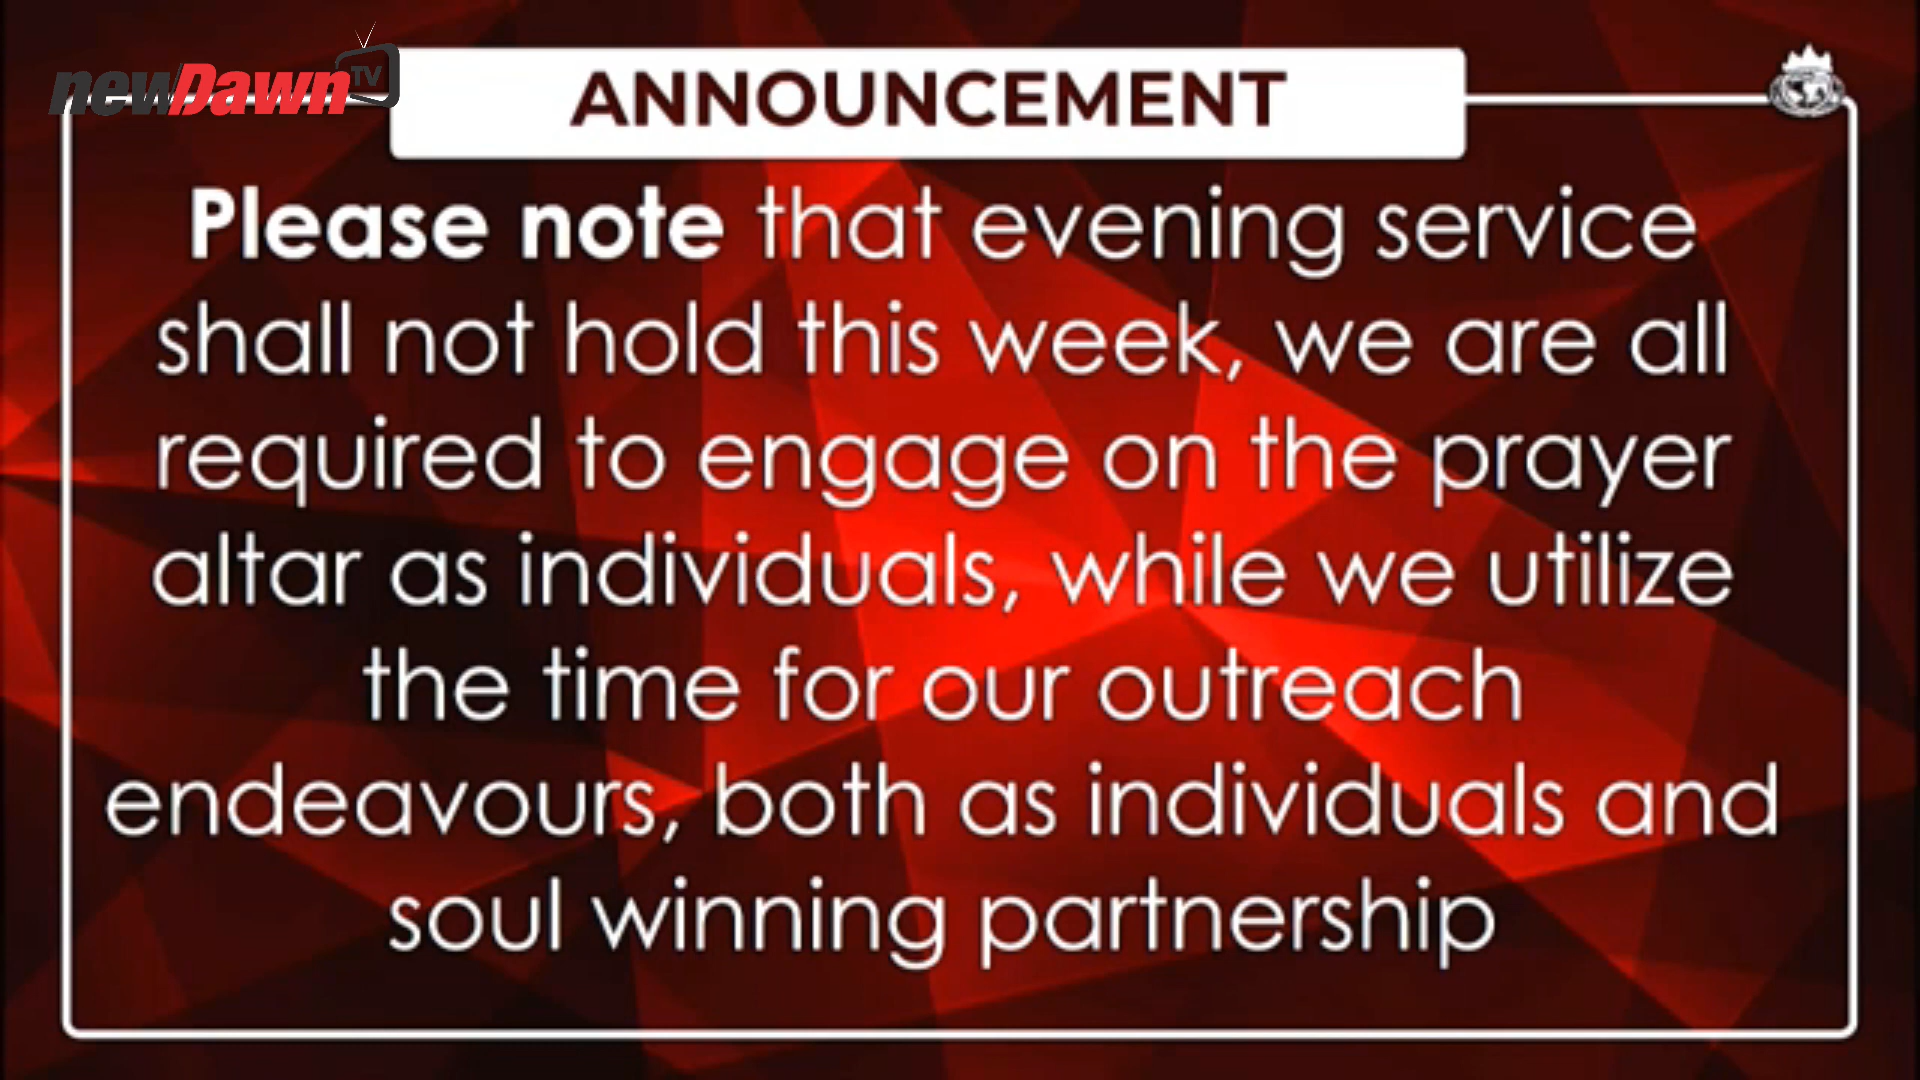 newDawn TV
ANNOUNCEMENT
Please note that evening service
shall not hold this week, we are all
required to engage on the prayer
altar as individuals, while we utilize
the time for our outreach
endeavours, both as individuals and
soul winning partnership